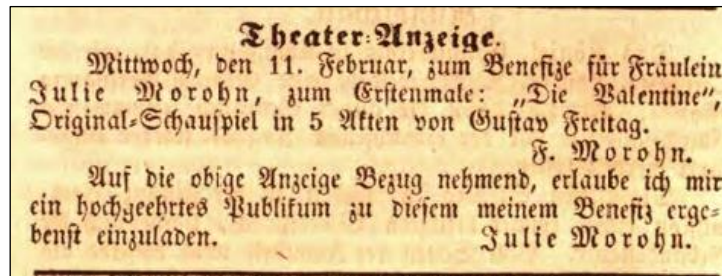 Theater-Anzeige.
Mittwoch, den 11. Februar, zum Benefize für Fräulein
Julie Morohn, zum Erstenmale: „Die Valentine“,
Original-Schauspiel in 5 Akten von Gustav Freitag.
F. Morohn.
Auf die obige Anzeige Bezug nehmend, erlaube ich mir
ein hochgeehrtes Publikum zu diesem meinem Benefiz erge-
benst einzuladen. Julie Morohn.